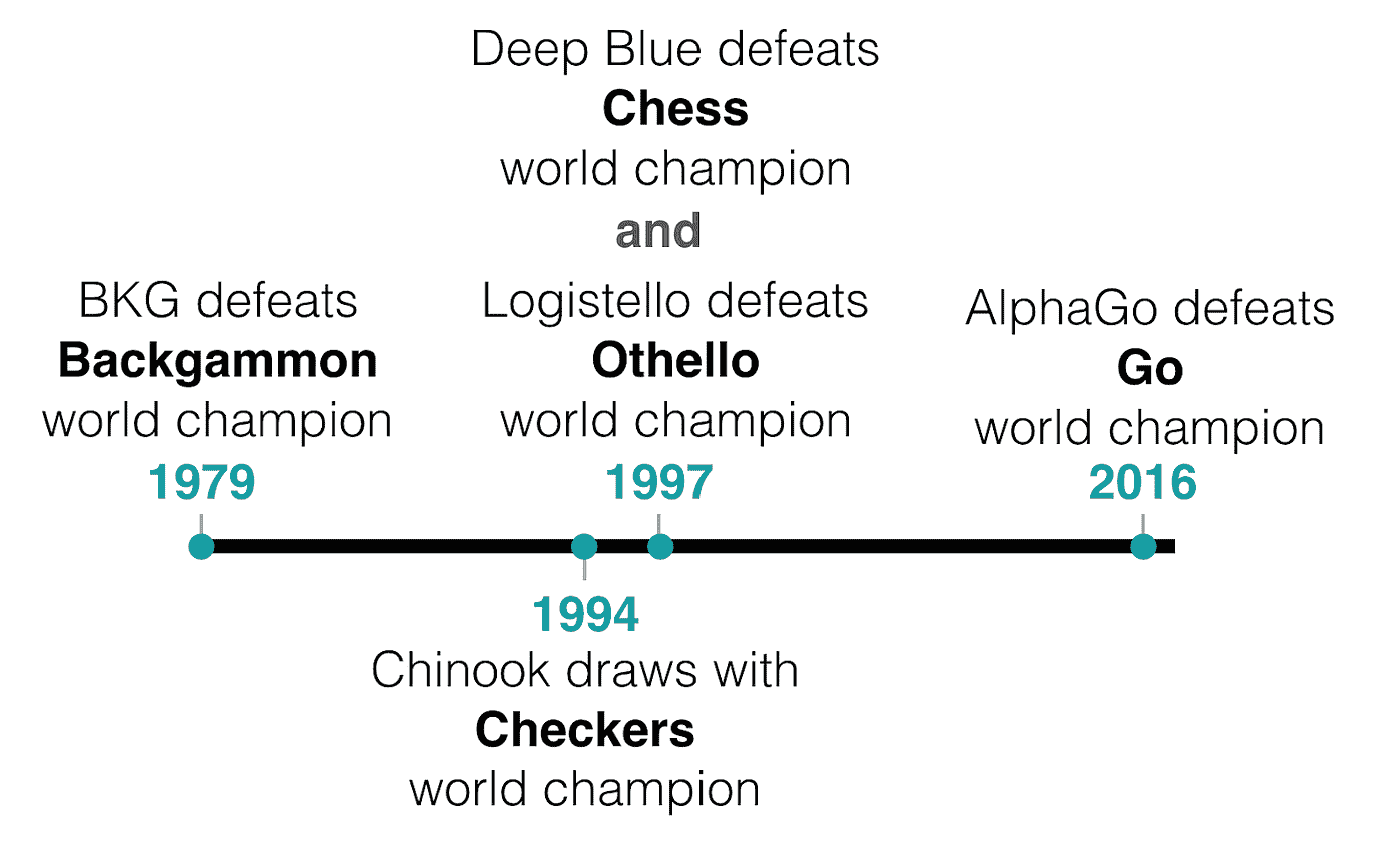 Deep Blue defeats
Chess
world champion
and
BKG defeats
Backgammon
world champion
1979
Logistello defeats
Othello
world champion
1997
AlphaGo defeats
Go
world champion
2016
1994
Chinook draws with
Checkers
world champion